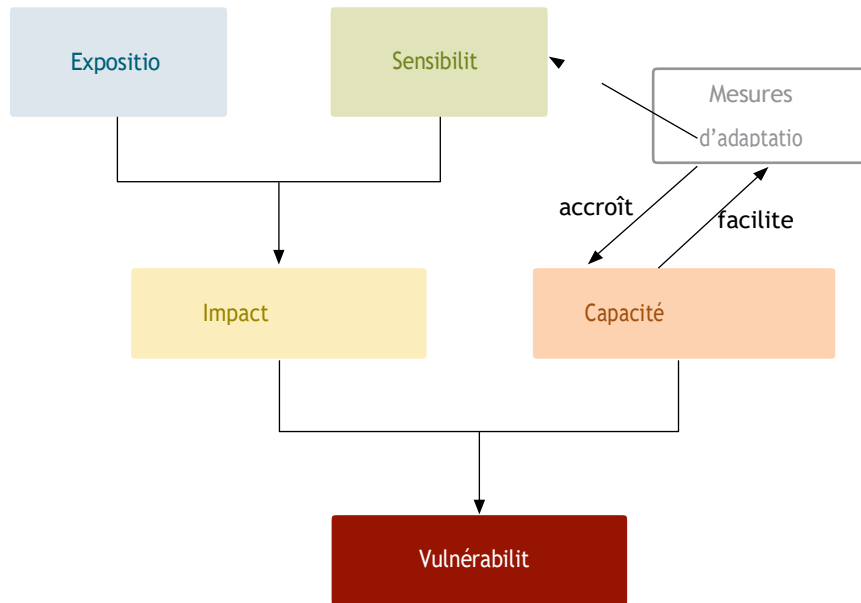 Expositio
Sensibilit
Mesures
d'adaptatio
accroît
facilite
Impact
Capacité
Vulnérabilit